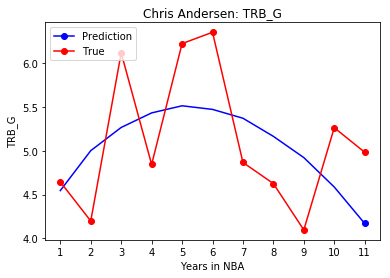 Chris Andersen: TRB_G
Prediction
True
TRB_G
6.0
5.5
5.0
4.5
4.0
1 2 3 4 5 6 7 8 9 10 11
Years in NBA